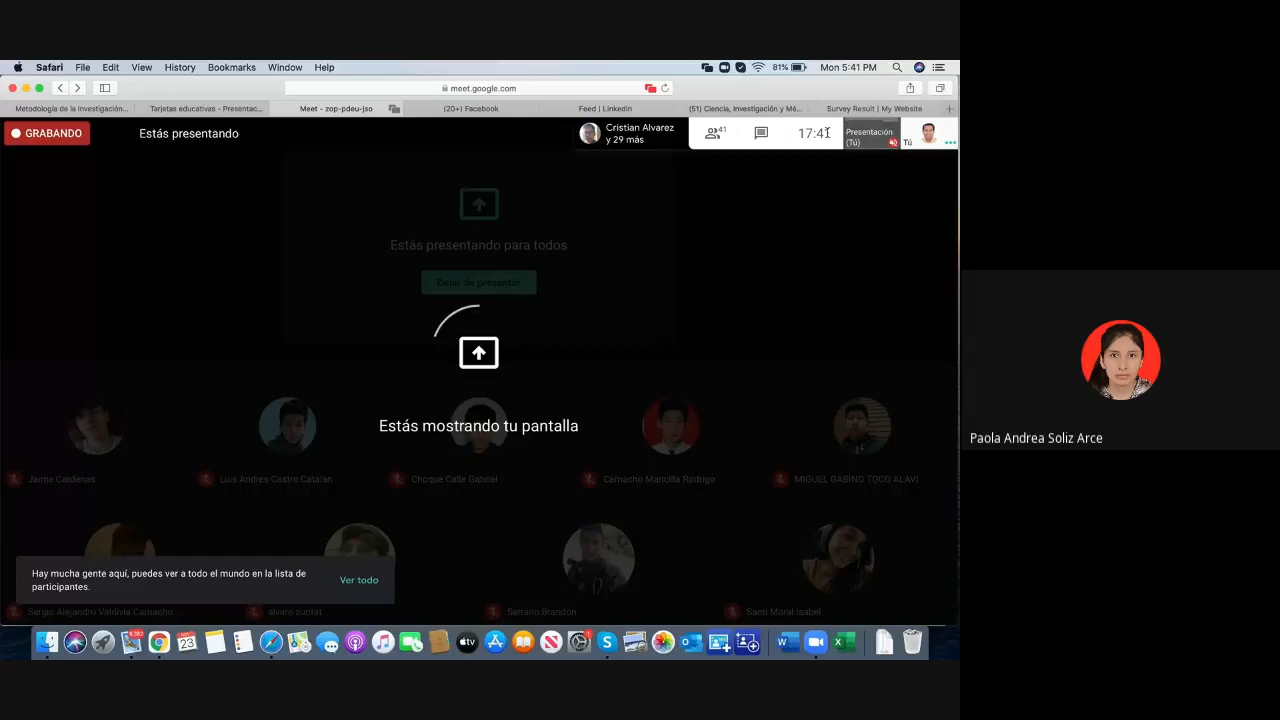 Safari File Edit View History Bookmarks Window Help 81% Mon 5:41 PM
meet.google.com
Metodología de la Investigación... Tarjetas educativas - Presentac... Meet - zop-pdeu-jso (20+) Facebook Feed | LinkedIn (51) Ciencia, Investigación y Mé... Survey Result | My Website
GRABANDO
Estás presentando
Cristian Alvarez
y 29 más
41
17:41
Presentación
(Tú)
Tú
Estás presentando para todos
Dejar de presentar
Estás mostrando tu pantalla
Jaime Cardenas
Luis Andres Castro Catalan
Choque Calle Gabriel
Camacho Mancilla Rodrigo
MIGUEL GABINO TOCO ALAVI
Hay mucha gente aquí, puedes ver a todo el mundo en la lista de
participantes.
Ver todo
Sergio Alejandro Valdivia Camacho
alvaro zuntat
Serrano Brandon
Santi Moral Isabel
Paola Andrea Soliz Arce
23